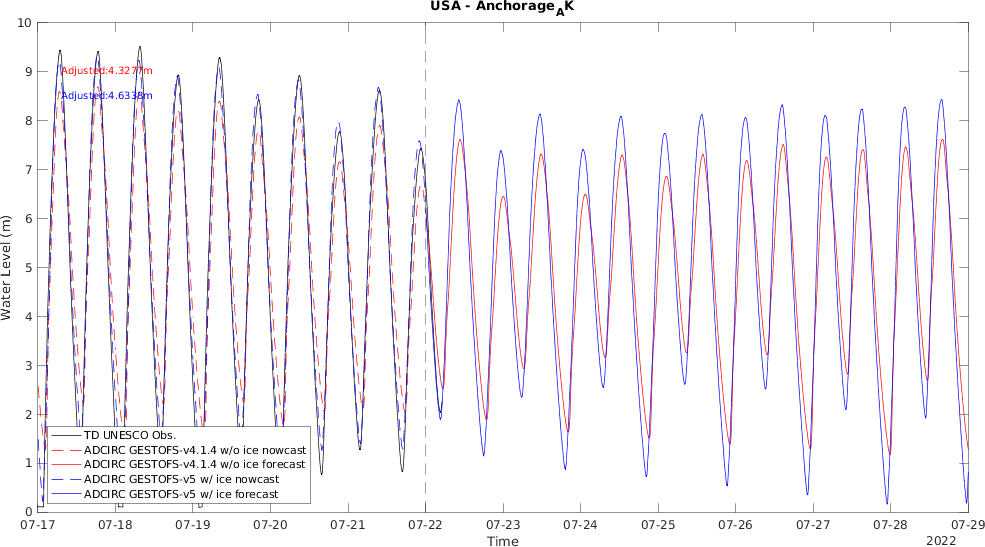 USA - Anchorage_AK
10
9
8
7
6
5
4
3
2
1
0
Water Level (m)
Adjusted:4.3277m
Adjusted:4.6338m
TD UNESCO Obs.
ADCIRC GESTOFS-v4.1.4 w/o ice nowcast
ADCIRC GESTOFS-v4.1.4 w/o ice forecast
ADCIRC GESTOFS-v5 w/ ice nowcast
ADCIRC GESTOFS-v5 w/ ice forecast
07-17 07-18 07-19 07-20 07-21 07-22 07-23 07-24 07-25 07-26 07-27 07-28 07-29
Time
2022